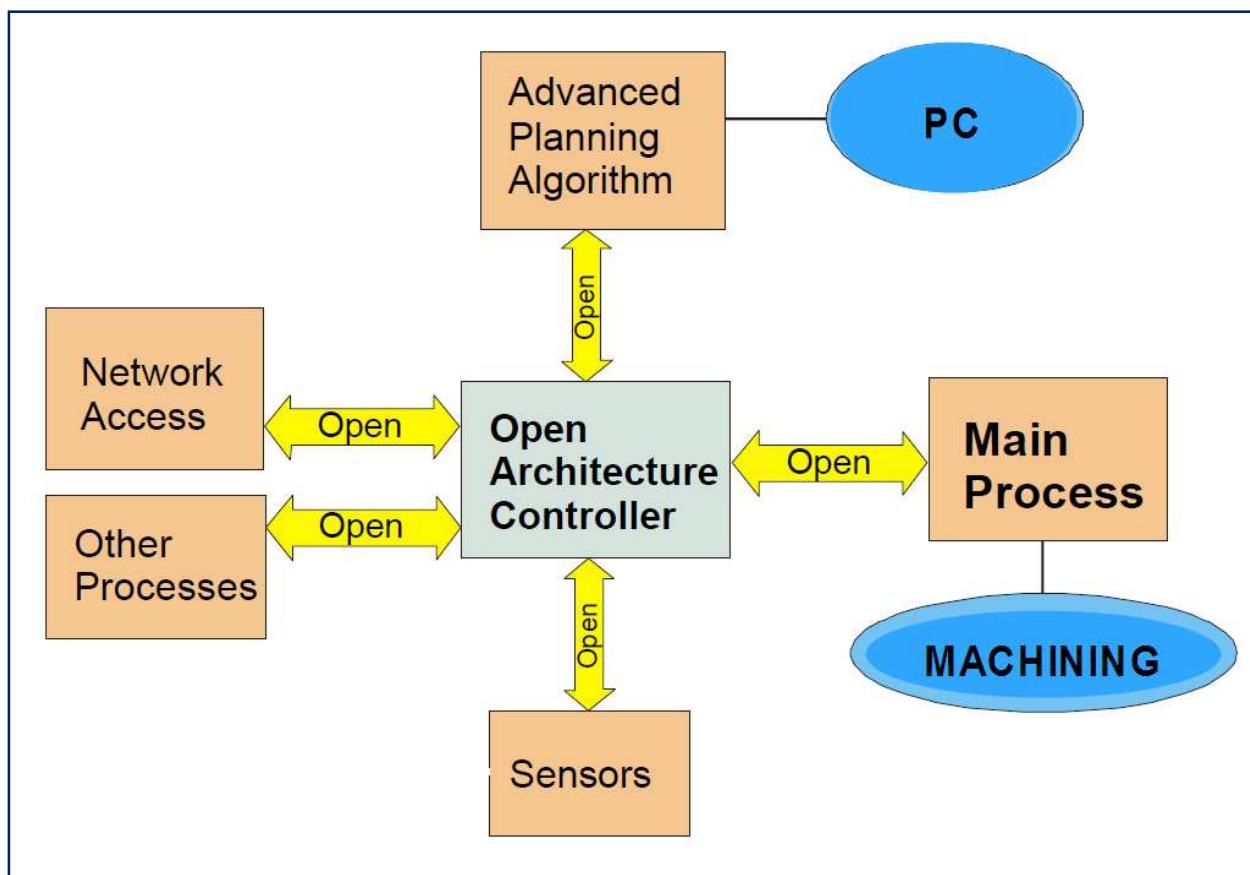 Advanced
Planning
Algorithm
PC
Open
Network
Access
Open
Open
Architecture
Controller
Open
Main
Process
Other
Processes
Open
Open
MACHINING
Sensors